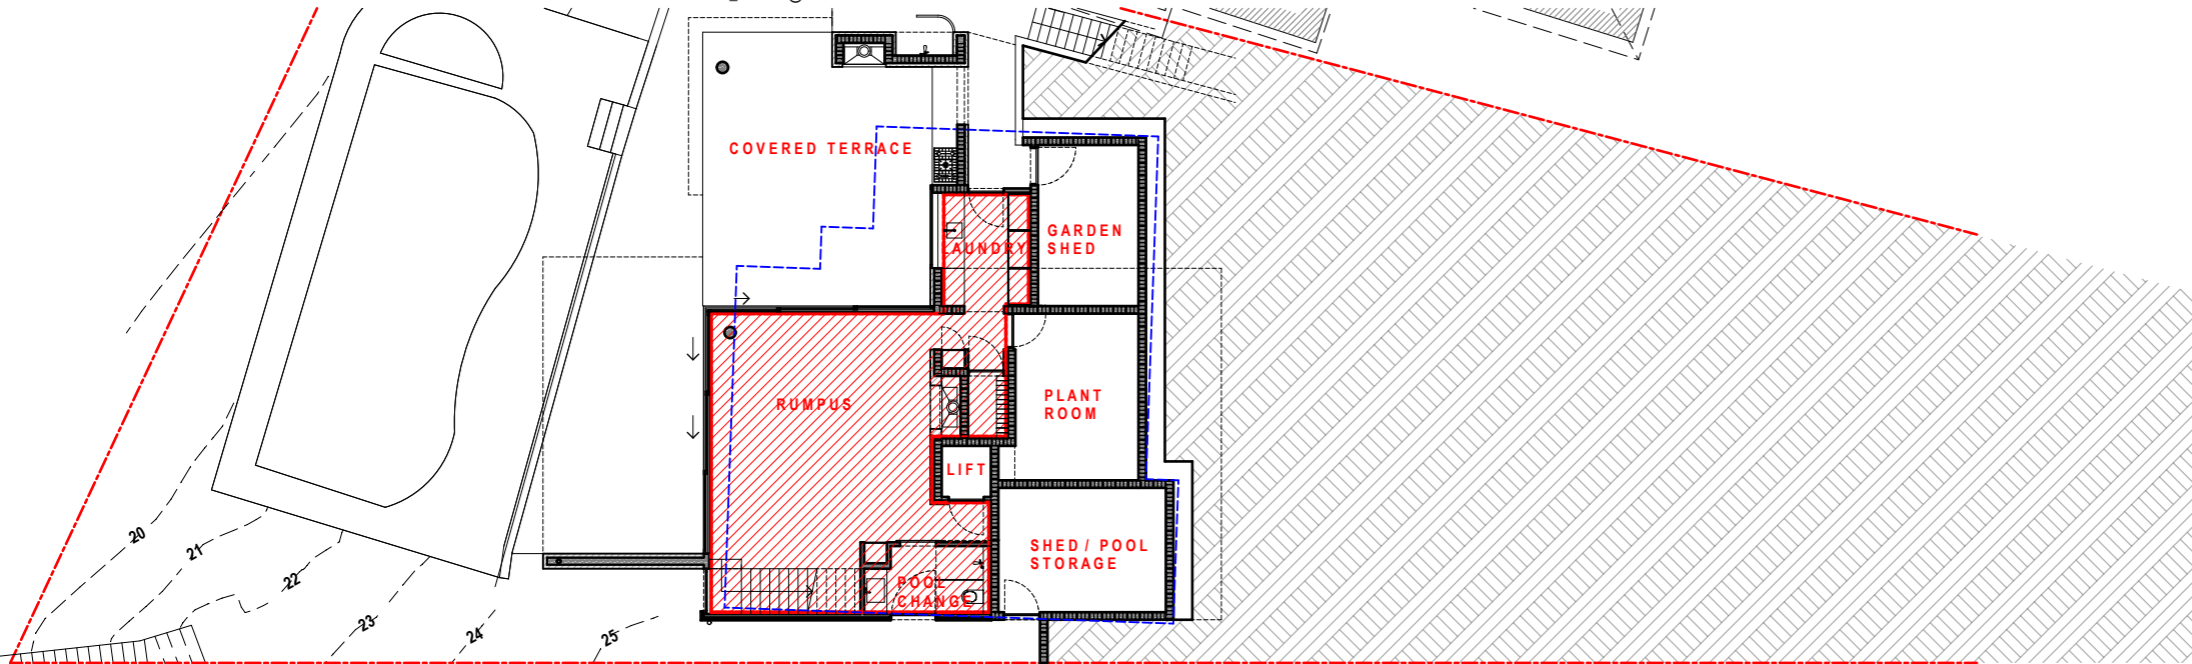 COVERED TERRACE
LAUNDRY
GARDEN
SHED
RUMPUS
PLANT
ROOM
LIFT
SHED / POOL
STORAGE
POOL
CHANGE
20
21
22
23
24
25